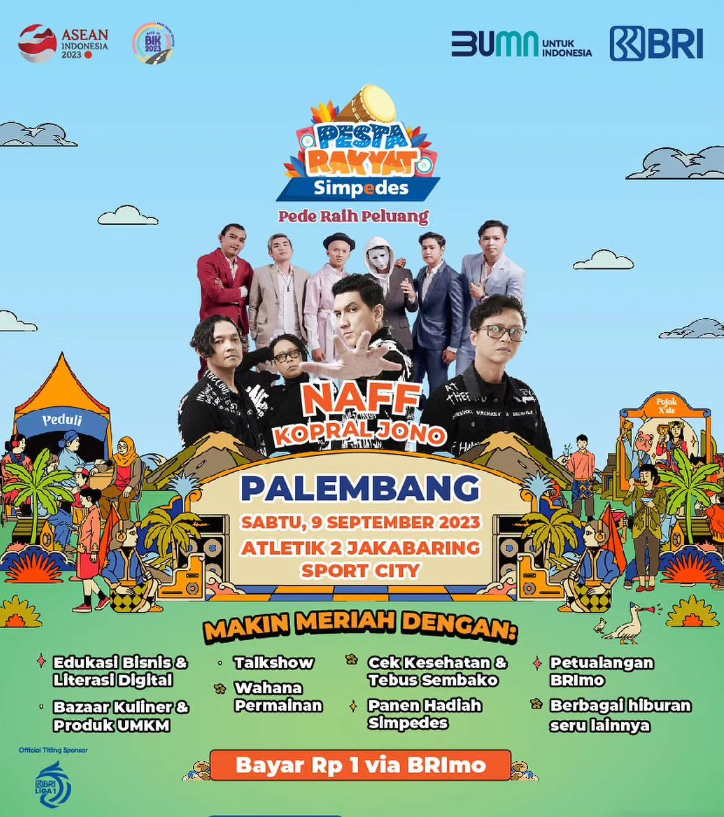 ASEAN
INDONESIA
2023
BIK
2023
BUMN UNTUK
INDONESIA
BRI
PESTA
RAKYAT
Simpedes
Pede Raih Peluang
NAFF
KOPRAL JONO
Peduli
Pojok
PALEMBANG
SABTU, 9 SEPTEMBER 2023
ATLETIK 2 JAKABARING
SPORT CITY
MAKIN MERIAH DENGAN:
Edukasi Bisnis &
Literasi Digital
Bazaar Kuliner &
Produk UMKM
Talkshow
Wahana
Permainan
Cek Kesehatan &
Tebus Sembako
Panen Hadiah
Simpedes
Petualangan
BRImo
Berbagai hiburan
seru lainnya
Official Titling Sponsor
BRI
LIGA 1
Bayar Rp 1 via BRImo